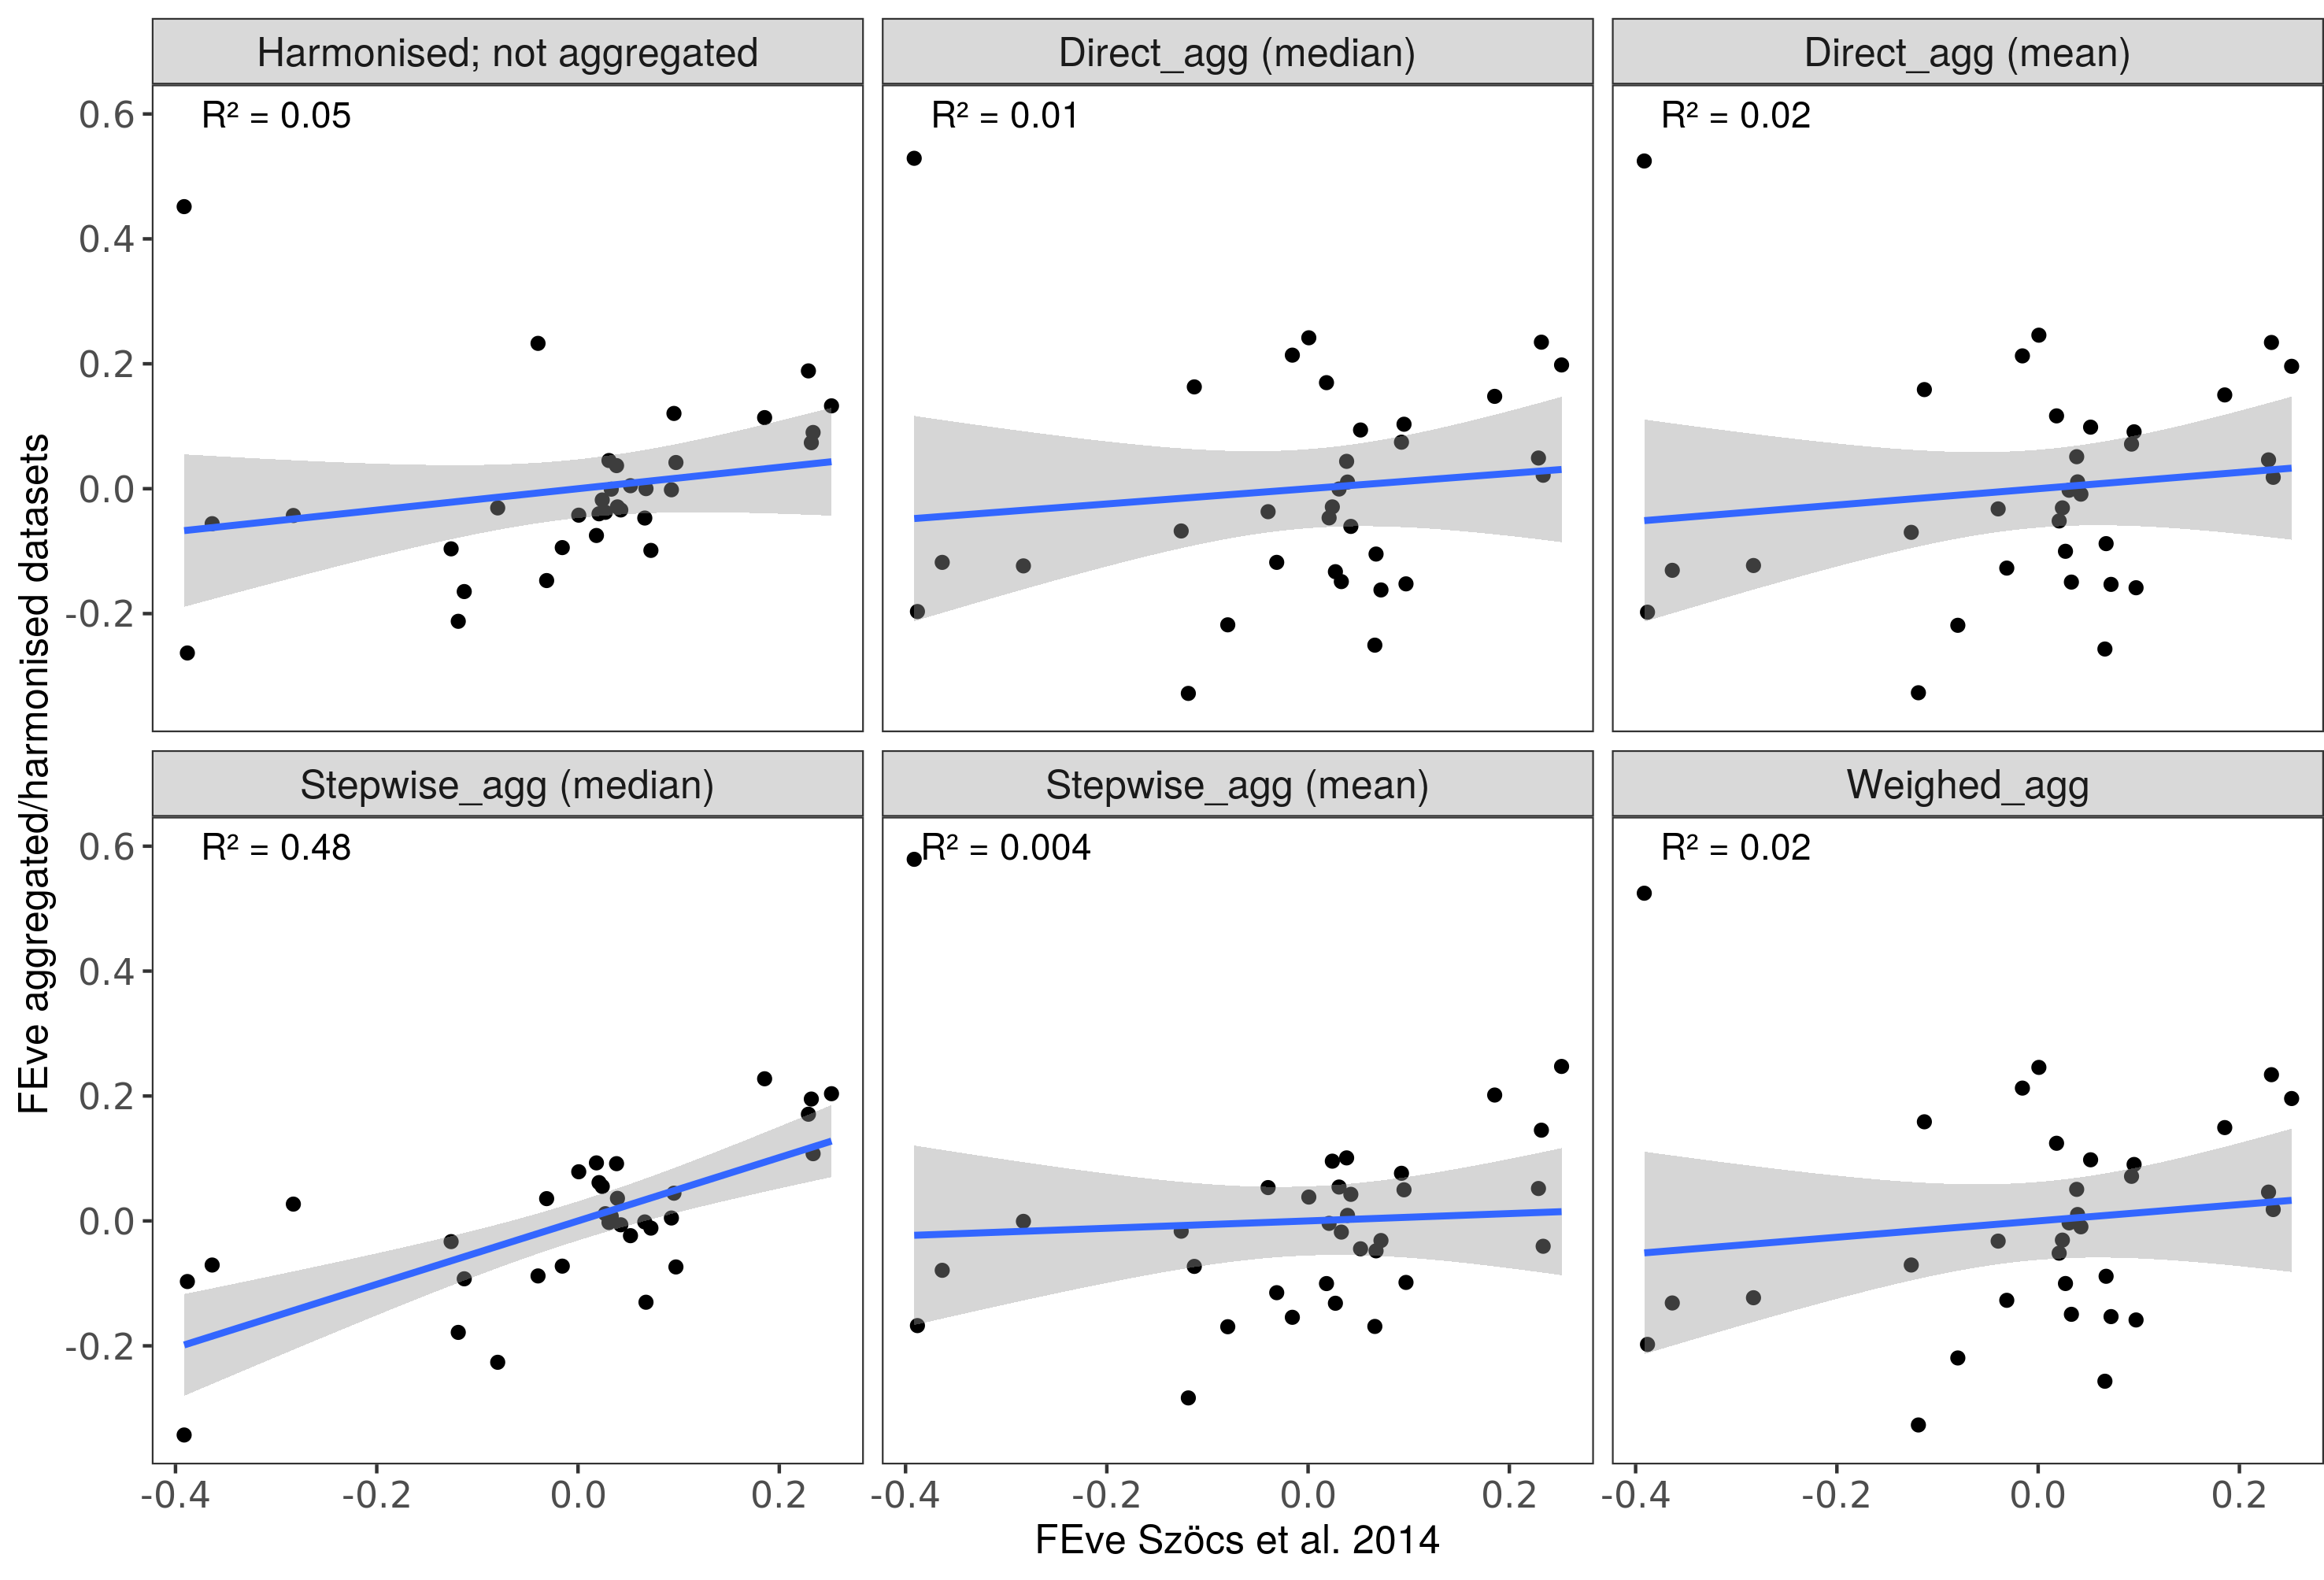 Harmonised; not aggregated
Direct_agg (median)
Direct_agg (mean)
R² = 0.05
R² = 0.01
R² = 0.02
0.6
0.4
0.2
0.0
-0.2
Stepwise_agg (median)
Stepwise_agg (mean)
Weighed_agg
R² = 0.48
R² = 0.004
R² = 0.02
0.6
0.4
0.2
0.0
-0.2
-0.4 -0.2 0.0 0.2
-0.4 -0.2 0.0 0.2
-0.4 -0.2 0.0 0.2
FEve Szöcs et al. 2014
FEve aggregated/harmonised datasets